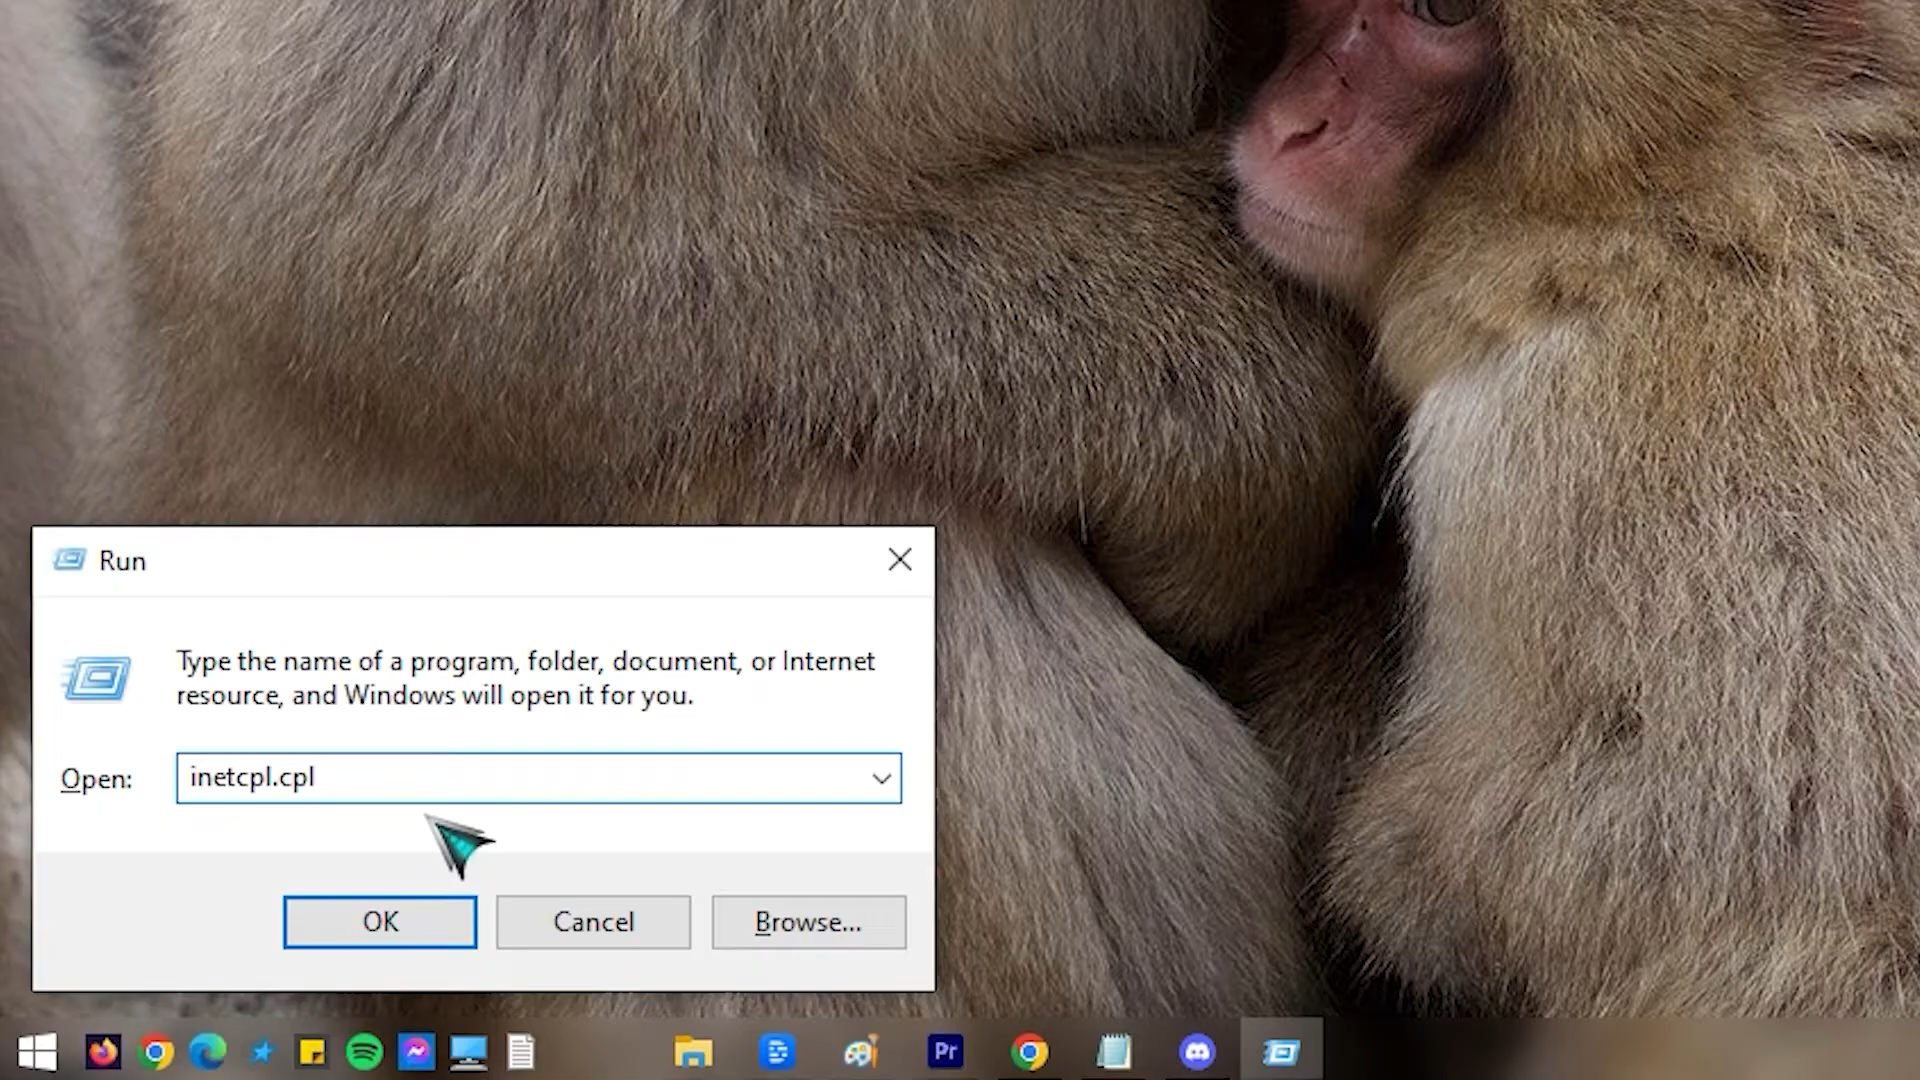 Run
Type the name of a program, folder, document, or Internet
resource, and Windows will open it for you.
Open:
inetcpl.cpl
OK
Cancel
Browse...
Pr